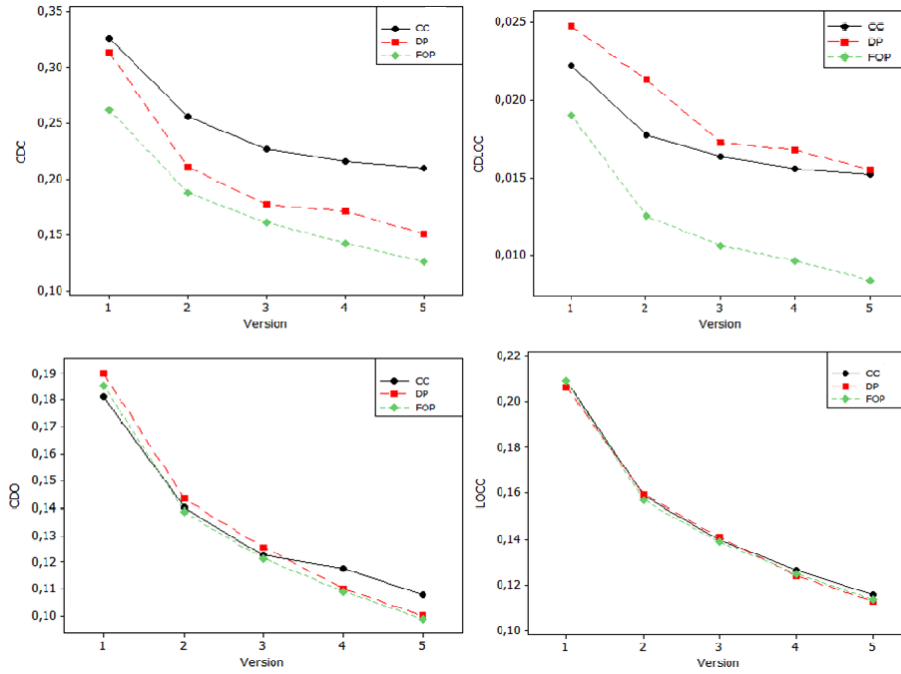 0,35
0,30
0,25
0,20
0,15
0,10
CDC
CC
DP
FOP
1 2 3 4 5
Version
0,025
0,020
0,015
0,010
CDLCC
CC
DP
FOP
1 2 3 4 5
Version
0,19
0,18
0,17
0,16
0,15
0,14
0,13
0,12
0,11
0,10
CDO
CC
DP
FOP
1 2 3 4 5
Version
0,22
0,20
0,18
0,16
0,14
0,12
0,10
LOCC
CC
DP
FOP
1 2 3 4 5
Version